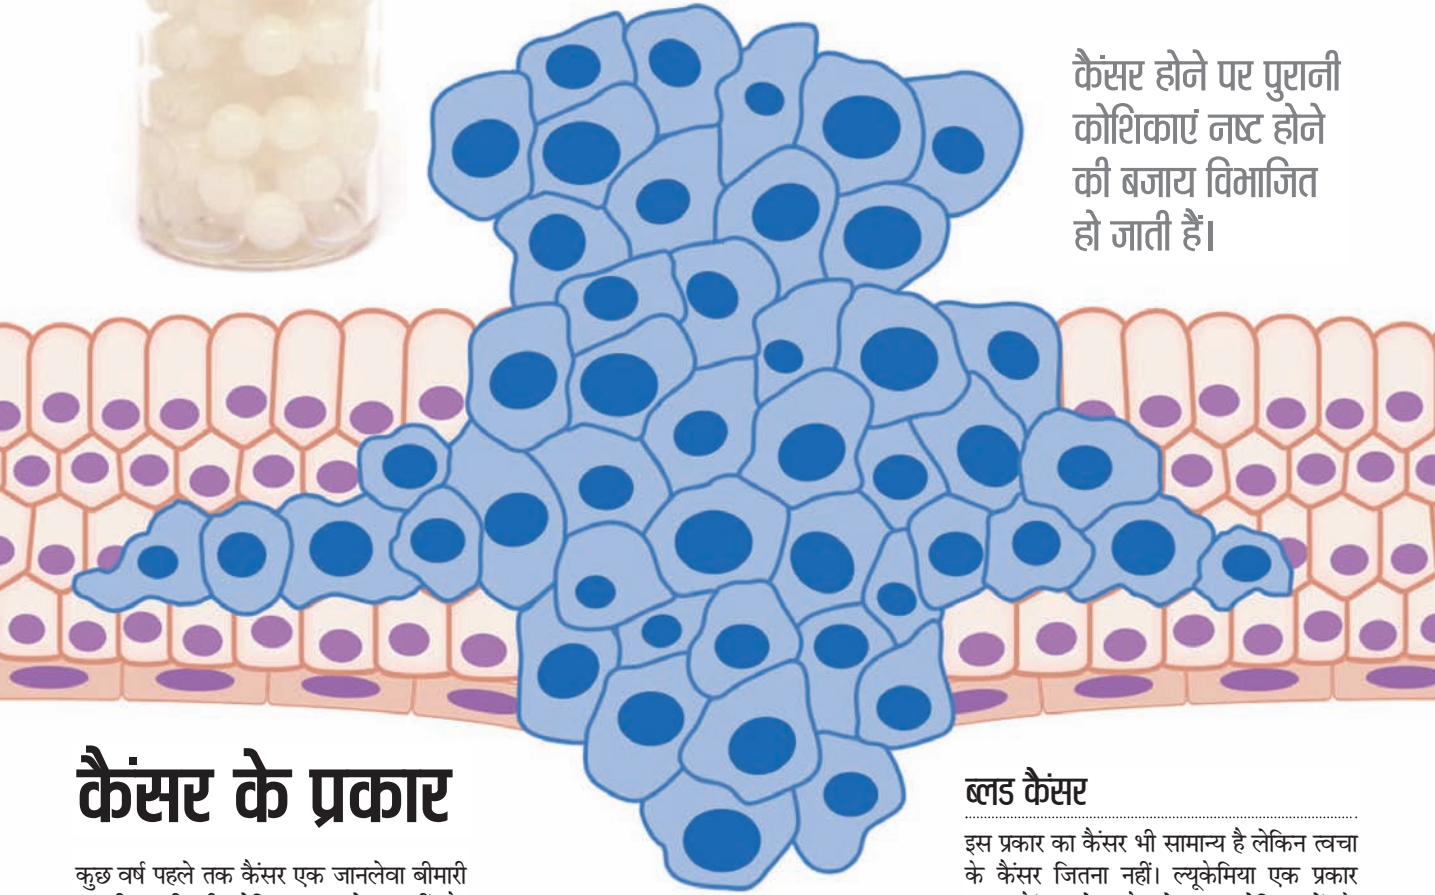 कैंसर होने पर पुरानी
कोशिकाएं नष्ट होने
की बजाय विभाजित
हो जाती हैं।
कैंसर के प्रकार
कुछ वर्ष पहले तक कैंसर एक जानलेवा बीमारी
ब्लड कैंसर
इस प्रकार का कैंसर भी सामान्य है लेकिन त्वचा
के कैंसर जितना नहीं। ल्यूकेमिया एक प्रकार